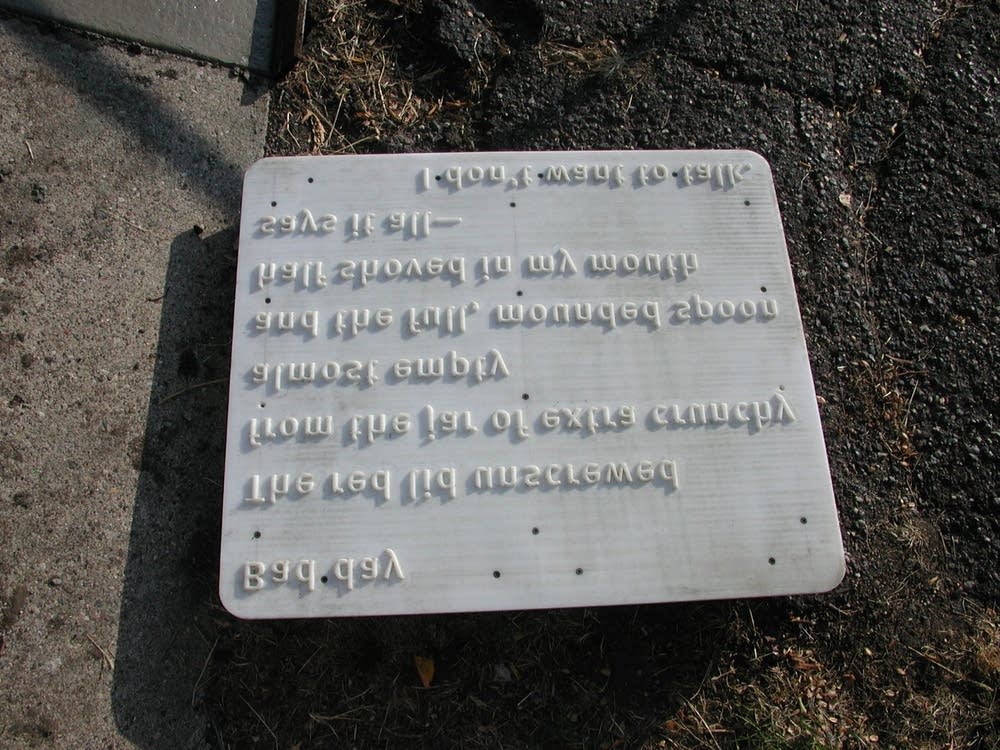 Bad day
The red lid unscrewed
from the jar of extra crunchy
almost empty
and the full, mounded spoon
half shoved in my mouth
says it all—
I don't want to talk.